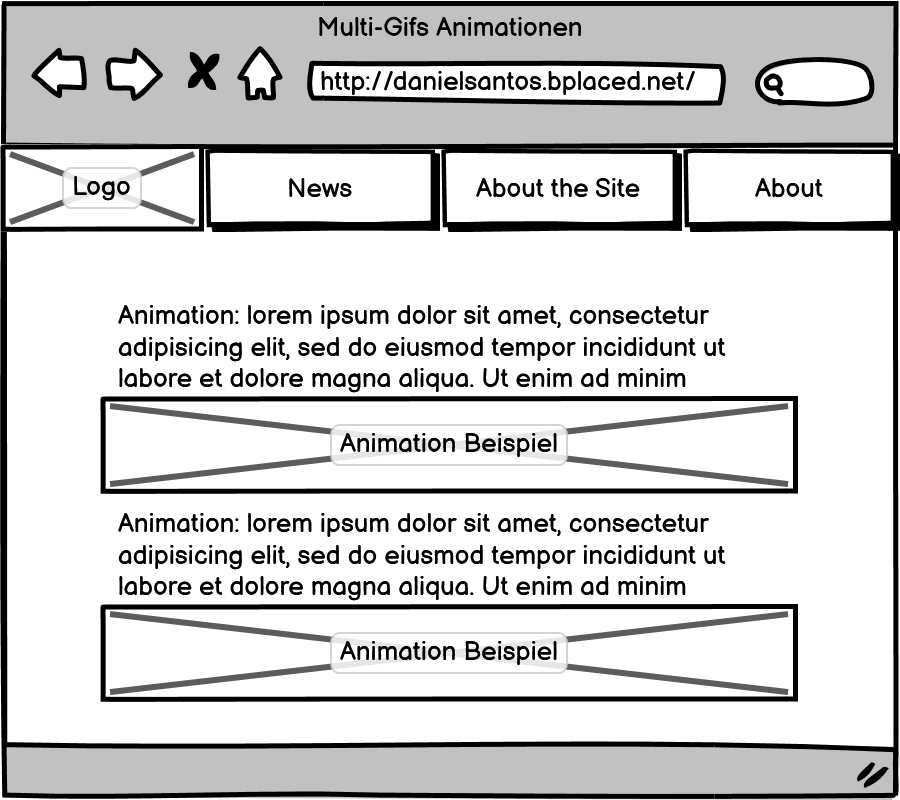 Multi-Gifs Animationen
http://danielsantos.bplaced.net/
Logo
News
About the Site
About
Animation: lorem ipsum dolor sit amet, consectetur
adipisicing elit, sed do eiusmod tempor incididunt ut
labore et dolore magna aliqua. Ut enim ad minim
Animation Beispiel
Animation: lorem ipsum dolor sit amet, consectetur
adipisicing elit, sed do eiusmod tempor incididunt ut
labore et dolore magna aliqua. Ut enim ad minim
Animation Beispiel